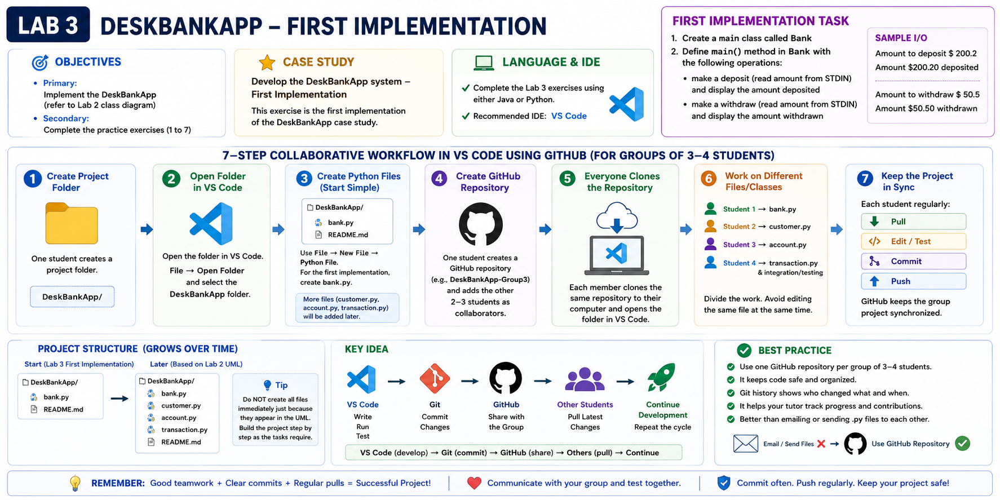 LAB 3
DESKBANKAPP – FIRST IMPLEMENTATION
OBJECTIVES
• Primary:
Implement the DeskBankApp
(refer to Lab 2 class diagram)
• Secondary:
Complete the practice exercises (1 to 7)
CASE STUDY
Develop the DeskBankApp system –
First Implementation
This exercise is the first implementation
of the DeskBankApp case study.
LANGUAGE & IDE
Complete the Lab 3 exercises using
either Java or Python.
Recommended IDE: VS Code
FIRST IMPLEMENTATION TASK
1. Create a main class called Bank
2. Define main() method in Bank with
the following operations:
• make a deposit (read amount from STDIN)
and display the amount deposited
• make a withdraw (read amount from STDIN)
and display the amount withdrawn
SAMPLE I/O
Amount to deposit $ 200.2
Amount $200.20 deposited
Amount to withdraw $ 50.5
Amount $50.50 withdrawn
7–STEP COLLABORATIVE WORKFLOW IN VS CODE USING GITHUB (FOR GROUPS OF 3–4 STUDENTS)
1 Create Project
Folder
One student creates a
project folder.
DeskBankApp/
2 Open Folder
in VS Code
Open the folder in VS Code.
File → Open Folder
and select the
DeskBankApp folder.
3 Create Python Files
(Start Simple)
DeskBankApp/
bank.py
README.md
Use File → New File →
Python File.
For the first implementation,
create bank.py.
More files (customer.py,
account.py, transaction.py)
will be added later.
4 Create GitHub
Repository
One student creates a
GitHub repository
(e.g., DeskBankApp-Group3)
and adds the other
2–3 students as
collaborators.
5 Everyone Clones
the Repository
Each member clones the
same repository to their
computer and opens the
folder in VS Code.
6 Work on Different
Files/Classes
Student 1 → bank.py
Student 2 → customer.py
Student 3 → account.py
Student 4 → transaction.py
& integration/testing
Divide the work. Avoid editing
the same file at the same time.
7 Keep the Project
in Sync
Each student regularly:
Pull
Edit / Test
Commit
Push
GitHub keeps the group
project synchronized.
PROJECT STRUCTURE (GROWS OVER TIME)
Start (Lab 3 First Implementation)
DeskBankApp/
bank.py
README.md
Later (Based on Lab 2 UML)
DeskBankApp/
bank.py
customer.py
account.py
transaction.py
README.md
Tip
Do NOT create all files
immediately just because
they appear in the UML.
Build the project step by
step as the tasks require.
KEY IDEA
VS Code
Write
Run
Test
Git
Commit
Changes
GitHub
Share with
the Group
Other Students
Pull Latest
Changes
Continue
Development
Repeat the cycle
VS Code (develop) → Git (commit) → GitHub (share) → Others (pull) → Continue
BEST PRACTICE
Use one GitHub repository per group of 3–4 students.
It keeps code safe and organized.
Git history shows who changed what and when.
It helps your tutor track progress and contributions.
Better than emailing or sending .py files to each other.
Email / Send Files
Use GitHub Repository
REMEMBER: Good teamwork + Clear commits + Regular pulls = Successful Project!
Communicate with your group and test together.
Commit often. Push regularly. Keep your project safe!